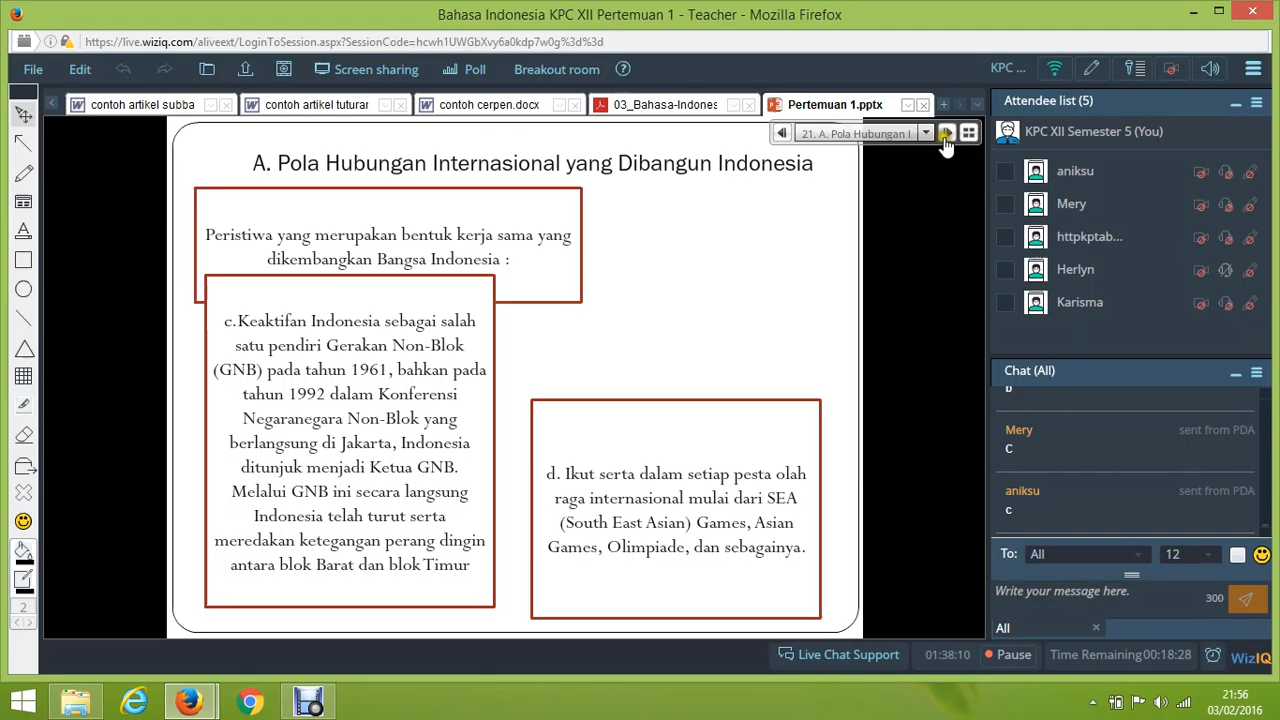 Bahasa Indonesia KPC XII Pertemuan 1 - Teacher - Mozilla Firefox
https://live.wiziq.com/aliveext/LoginToSession.aspx?SessionCode=hcwh1UWGbXvy6a0kdp7w0g%3d%3d
File Edit Screen sharing Poll Breakout room KPC ...
contoh artikel subba contoh artikel tuturar contoh cerpen.docx 03_Bahasa-Indones Pertemuan 1.pptx
21. A. Pola Hubungan I
A. Pola Hubungan Internasional yang Dibangun Indonesia
Peristiwa yang merupakan bentuk kerja sama yang
dikembangkan Bangsa Indonesia :
c.Keaktifan Indonesia sebagai salah
satu pendiri Gerakan Non-Blok
(GNB) pada tahun 1961, bahkan pada
tahun 1992 dalam Konferensi
Negaranegara Non-Blok yang
berlangsung di Jakarta, Indonesia
ditunjuk menjadi Ketua GNB.
Melalui GNB ini secara langsung
Indonesia telah turut serta
meredakan ketegangan perang dingin
antara blok Barat dan blok Timur
d. Ikut serta dalam setiap pesta olah
raga internasional mulai dari SEA
(South East Asian) Games, Asian
Games, Olimpiade, dan sebagainya.
Attendee list (5)
KPC XII Semester 5 (You)
aniksu
Mery
httpkptab...
Herlyn
Karisma
Chat (All)
b
Mery sent from PDA
C
aniksu sent from PDA
c
To: All 12
Write your message here. 300
All
2
Live Chat Support 01:38:10 Pause Time Remaining 00:18:28 WizIQ
21:56
03/02/2016